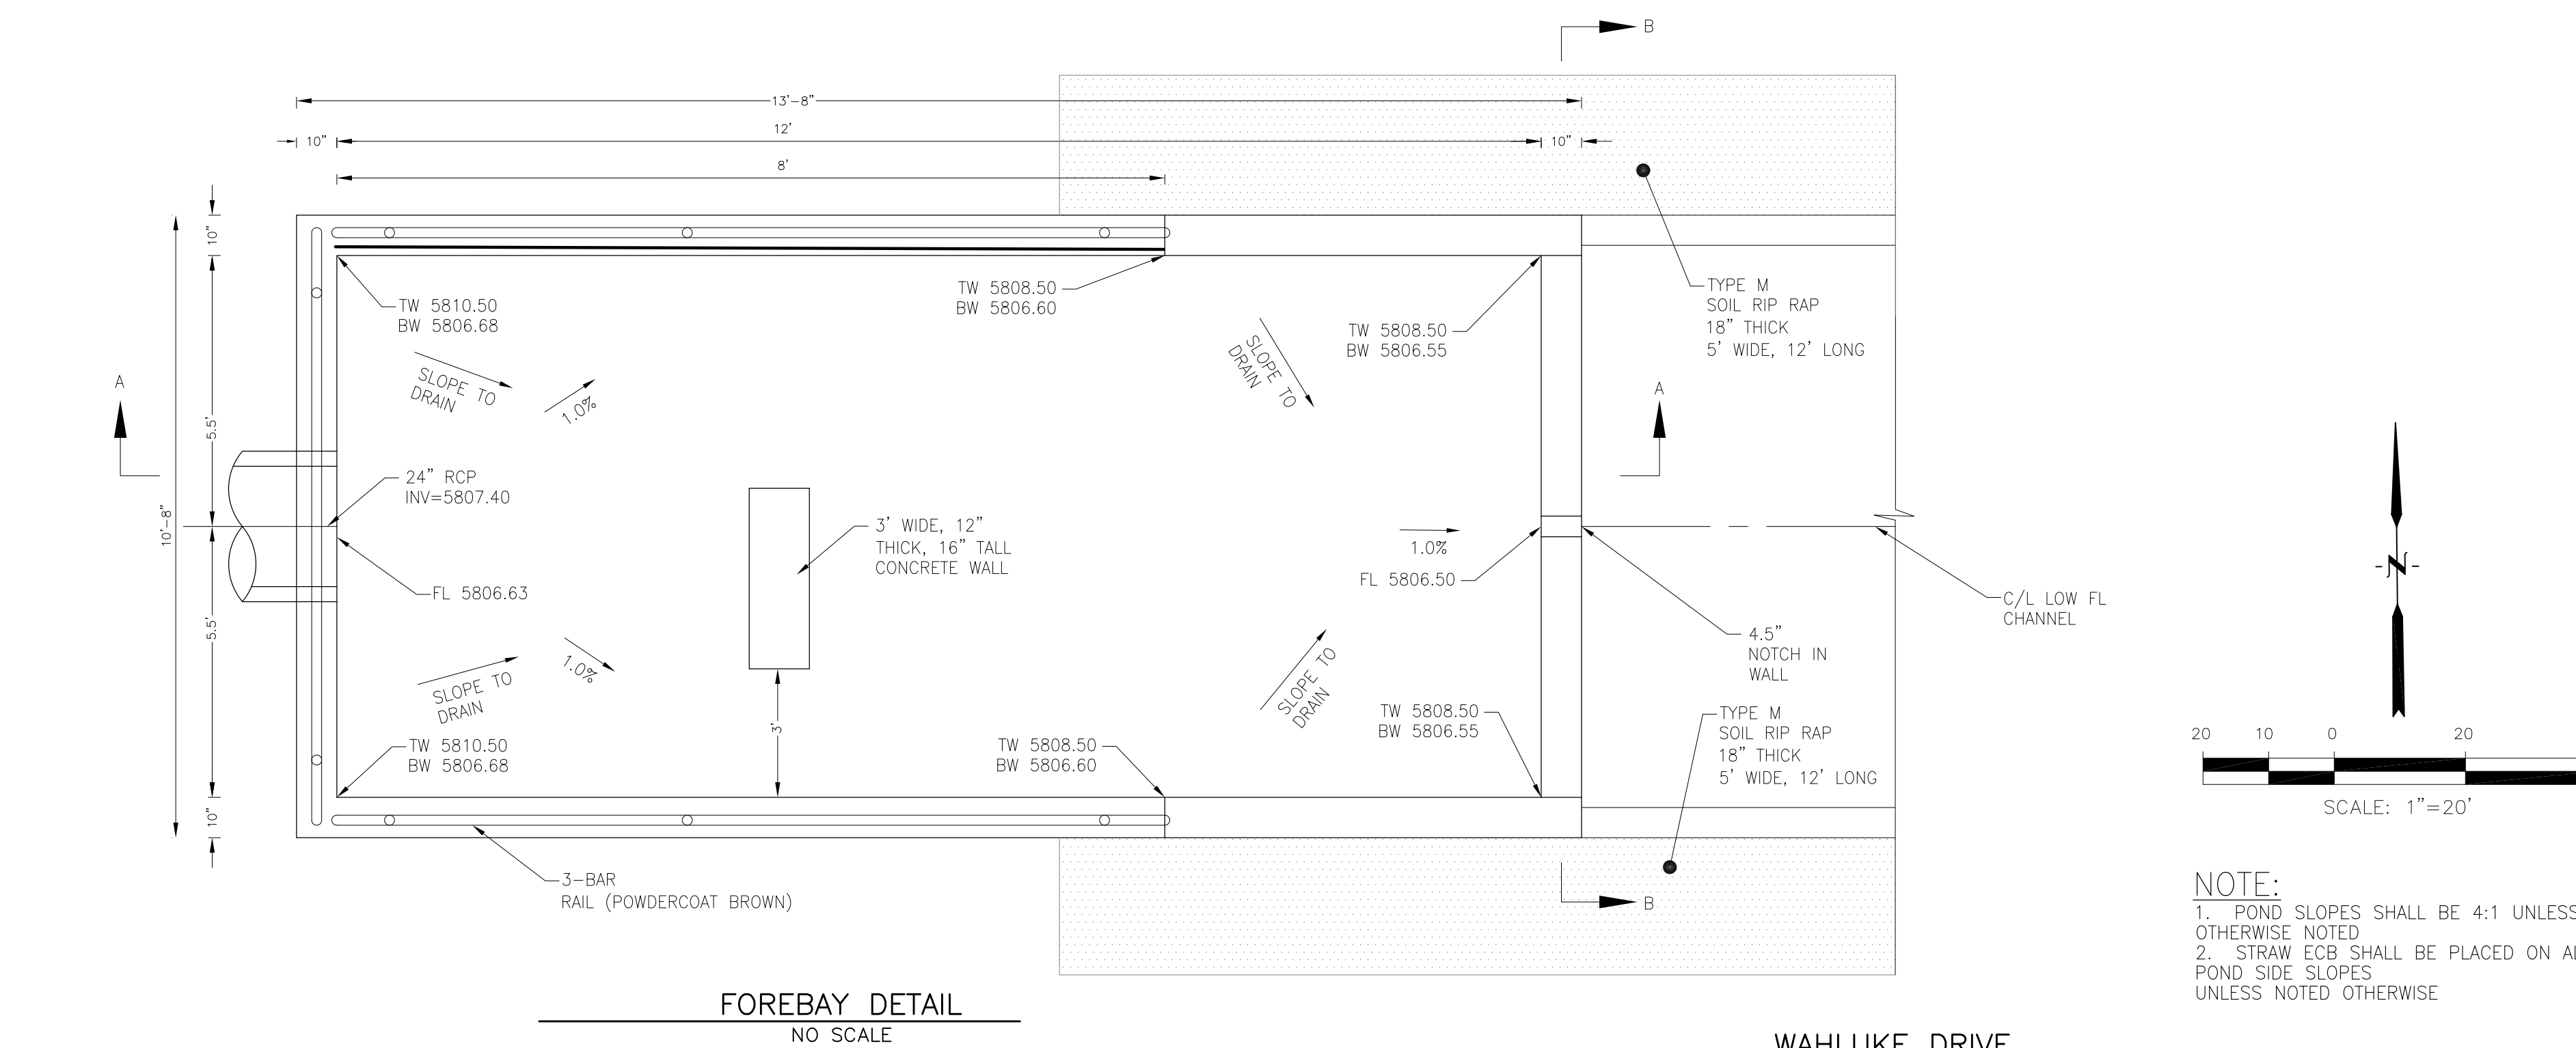 B
13'-8"
12'
10"
10"
8'
10"
TW 5810.50
BW 5806.68
TW 5808.50
BW 5806.60
TW 5808.50
BW 5806.55
TYPE M
SOIL RIP RAP
18" THICK
5' WIDE, 12' LONG
SLOPE TO
DRAIN
1.0%
SLOPE TO
DRAIN
A
A
5.5'
10'-8"
24" RCP
INV=5807.40
3' WIDE, 12"
THICK, 16" TALL
CONCRETE WALL
1.0%
FL 5806.50
FL 5806.63
C/L LOW FL
CHANNEL
4.5"
NOTCH IN
WALL
5.5'
1.0%
SLOPE TO
DRAIN
SLOPE TO
DRAIN
3'
TW 5810.50
BW 5806.68
TW 5808.50
BW 5806.60
TW 5808.50
BW 5806.55
TYPE M
SOIL RIP RAP
18" THICK
5' WIDE, 12' LONG
10"
3-BAR
RAIL (POWDERCOAT BROWN)
B
N
20 10 0 20
SCALE: 1"=20'
NOTE:
1. POND SLOPES SHALL BE 4:1 UNLESS
OTHERWISE NOTED
2. STRAW ECB SHALL BE PLACED ON
POND SIDE SLOPES
UNLESS NOTED OTHERWISE
FOREBAY DETAIL
NO SCALE
WAHLUKE DRIVE